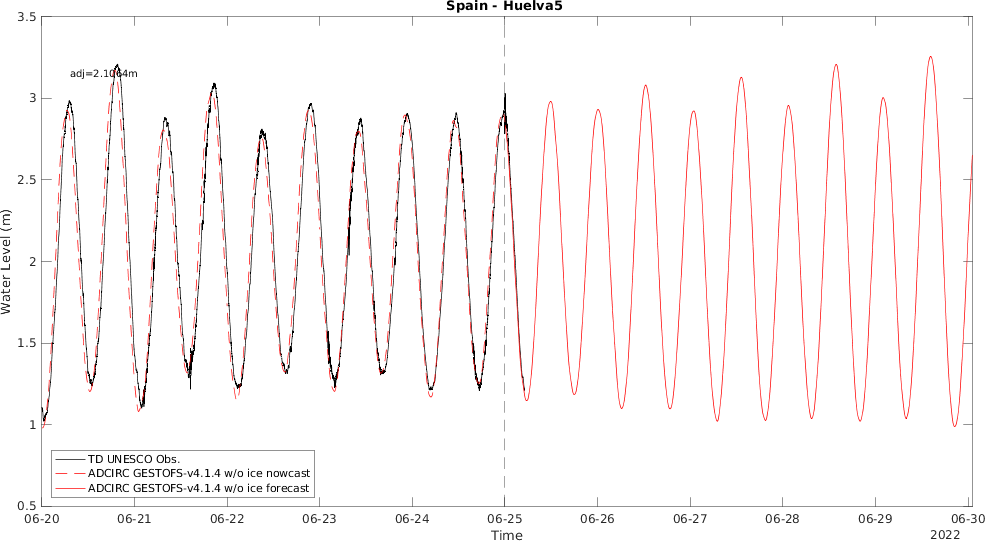 Spain - Huelva5
3.5
3
2.5
2
1.5
1
0.5
Water Level (m)
adj=2.1064m
TD UNESCO Obs.
ADCIRC GESTOFS-v4.1.4 w/o ice nowcast
ADCIRC GESTOFS-v4.1.4 w/o ice forecast
06-20 06-21 06-22 06-23 06-24 06-25 06-26 06-27 06-28 06-29 06-30
Time
2022